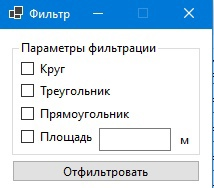 Фильтр
Параметры фильтрации
Круг
Треугольник
Прямоугольник
Площадь м
Отфильтровать